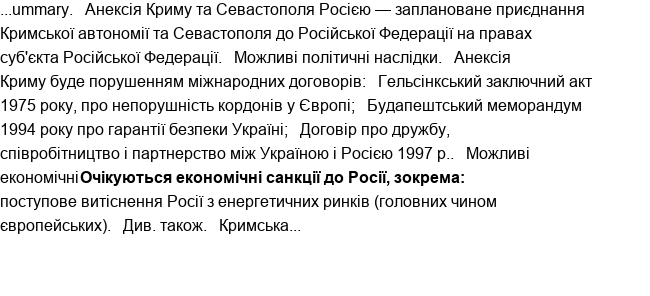 ...ummary. Анексія Криму та Севастополя Росією — заплановане приєднання
Кримської автономії та Севастополя до Російської Федерації на правах
суб'єкта Російської Федерації. Можливі політичні наслідки. Анексія
Криму буде порушенням міжнародних договорів: Гельсінкський заключний акт
1975 року, про непорушність кордонів у Європі; Будапештський меморандум
1994 року про гарантії безпеки Україні; Договір про дружбу,
співробітництво і партнерство між Україною і Росією 1997 р.. Можливі
економічніОчікуються економічні санкції до Росії, зокрема:
поступове витіснення Росії з енергетичних ринків (головних чином
європейських). Див. також. Кримська...